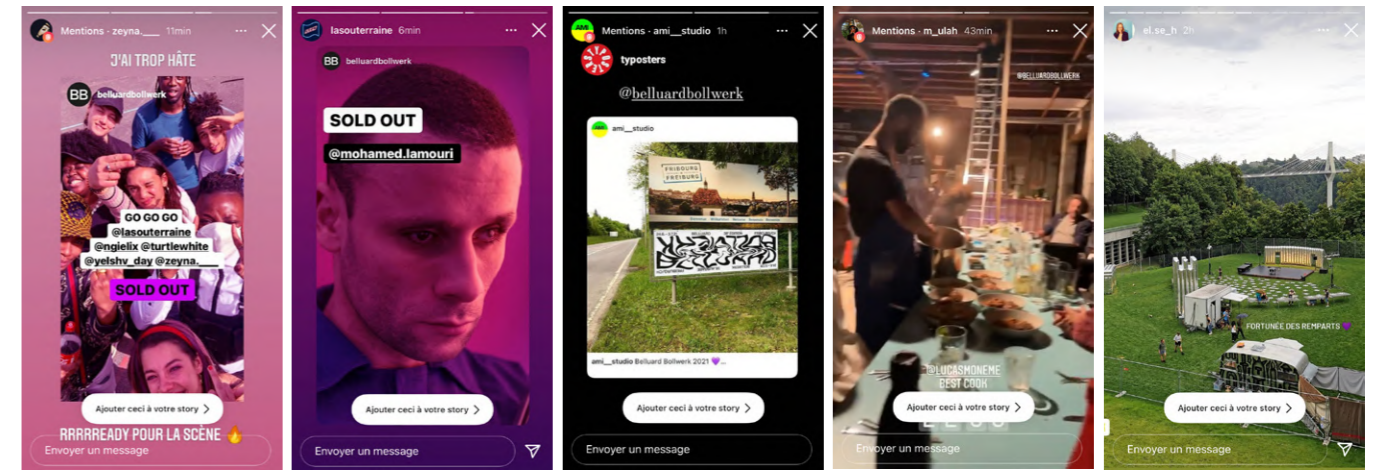 Mentions · zeyna.___ 11min
J'AI TROP HÂTE
BB belluardbollwerk
GO GO GO
@lasouterraine
@ngielix @turtlewhite
@yelshv_day @zeyna.___
SOLD OUT
Ajouter ceci à votre story >
RRRRREADY POUR LA SCÈNE 🔥
Envoyer un message
lasouterraine 6min
BB belluardbollwerk
SOLD OUT
@mohamed.lamouri
Ajouter ceci à votre story >
Envoyer un message
AMI Mentions · ami__studio 1h
typosters
@belluardbollwerk
AMI ami__studio
FRIBOURG
FREIBURG
ami__studio Belluard Bollwerk 2021 💜...
Ajouter ceci à votre story >
Envoyer un message
Mentions · m_ulah 43min
@BELLUARDBOLLWERK
@LUCASMONEME
BEST COOK
Ajouter ceci à votre story >
Envoyer un message
el.se_h 2h
FORTUNÉE DES REMPARTS 💜
Ajouter ceci à votre story >
Envoyer un message